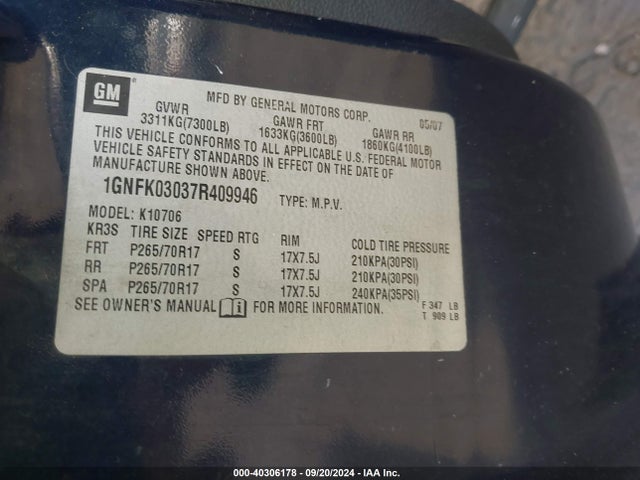 GM
MFD BY GENERAL MOTORS CORP. 05/07
GVWR GAWR FRT GAWR RR
3311KG(7300LB) 1633KG(3600LB) 1860KG(4100LB)
THIS VEHICLE CONFORMS TO ALL APPLICABLE U.S. FEDERAL MOTOR
VEHICLE SAFETY STANDARDS IN EFFECT ON THE DATE OF
MANUFACTURE SHOWN ABOVE.
1GNFK03037R409946 TYPE: M.P.V.
MODEL: K10706
KR3S TIRE SIZE SPEED RTG RIM COLD TIRE PRESSURE
FRT P265/70R17 S 17X7.5J 210KPA(30PSI)
RR P265/70R17 S 17X7.5J 210KPA(30PSI)
SPA P265/70R17 S 17X7.5J 240KPA(35PSI)
SEE OWNER'S MANUAL FOR MORE INFORMATION. F 347 LB
T 909 LB
000-40306178 - 09/20/2024 - IAA Inc.